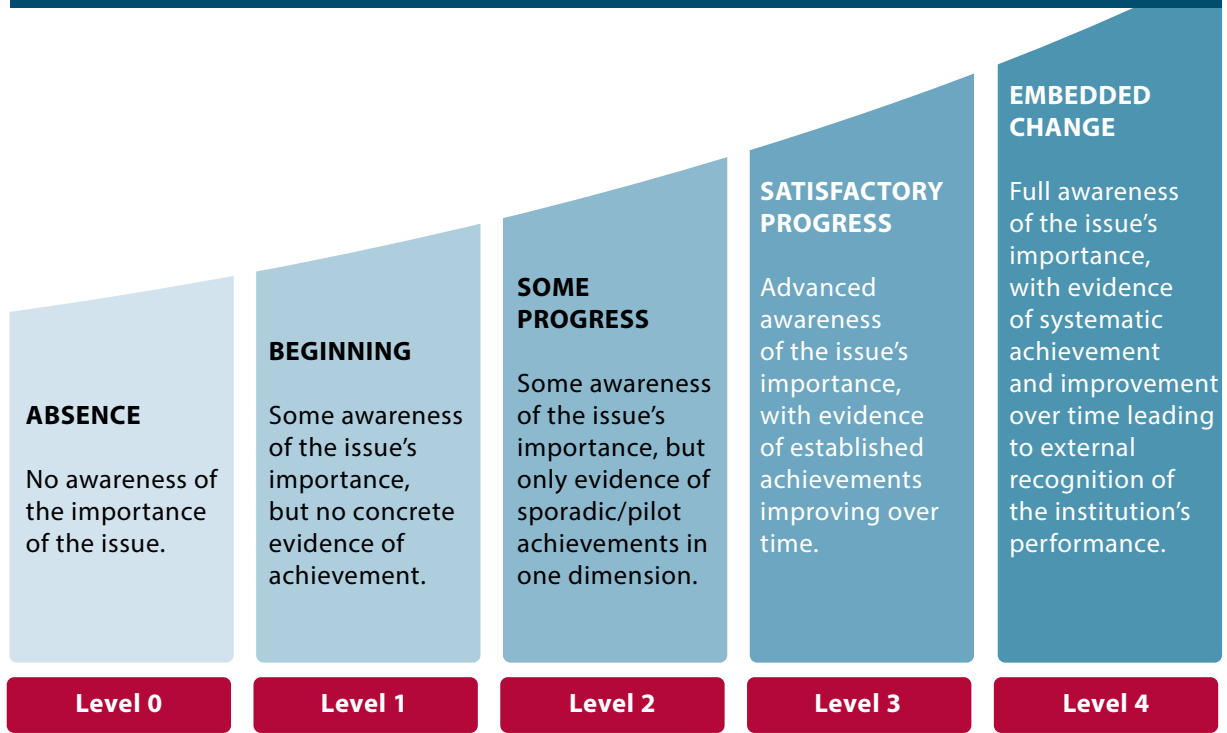 ABSENCE
No awareness of
the importance
of the issue.
BEGINNING
Some awareness
of the issue’s
importance,
but no concrete
evidence of
achievement.
SOME
PROGRESS
Some awareness
of the issue’s
importance, but
only evidence of
sporadic/pilot
achievements in
one dimension.
SATISFACTORY
PROGRESS
Advanced
awareness
of the issue’s
importance,
with evidence
of established
achievements
improving over
time.
EMBEDDED
CHANGE
Full awareness
of the issue’s
importance,
with evidence
of systematic
achievement
and improvement
over time leading
to external
recognition of
the institution’s
performance.
Level 0
Level 1
Level 2
Level 3
Level 4